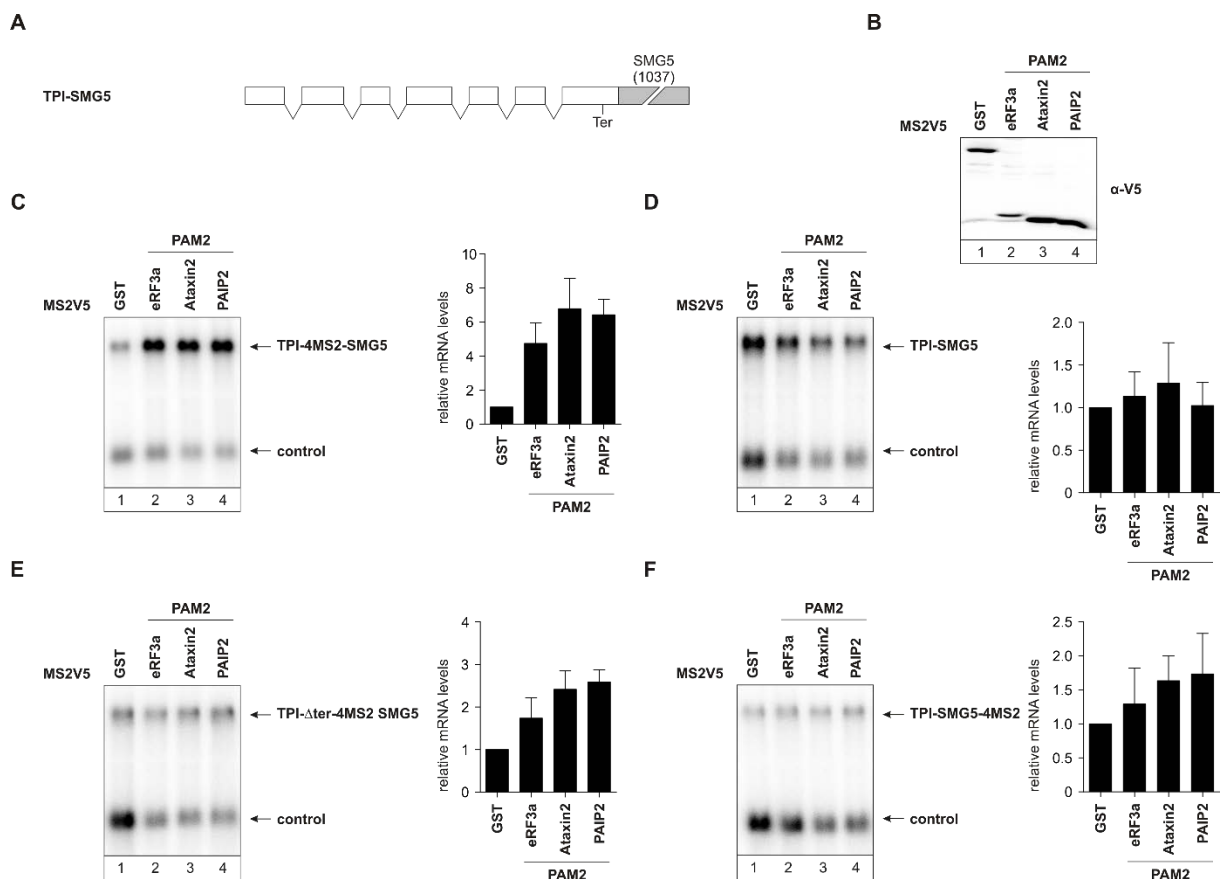 A
TPI-SMG5
SMG5
(1037)
Ter
B
PAM2
MS2V5
GST
eRF3a
Ataxin2
PAIP2
α-V5
1 2 3 4
C
PAM2
MS2V5
GST
eRF3a
Ataxin2
PAIP2
TPI-4MS2-SMG5
control
1 2 3 4
relative mRNA levels
10
8
6
4
2
0
GST
eRF3a
Ataxin2
PAIP2
PAM2
D
PAM2
MS2V5
GST
eRF3a
Ataxin2
PAIP2
TPI-SMG5
control
1 2 3 4
relative mRNA levels
2.0
1.5
1.0
0.5
0
GST
eRF3a
Ataxin2
PAIP2
PAM2
E
PAM2
MS2V5
GST
eRF3a
Ataxin2
PAIP2
TPI-Δter-4MS2 SMG5
control
1 2 3 4
relative mRNA levels
4
3
2
1
0
GST
eRF3a
Ataxin2
PAIP2
PAM2
F
PAM2
MS2V5
GST
eRF3a
Ataxin2
PAIP2
TPI-SMG5-4MS2
control
1 2 3 4
relative mRNA levels
2.5
2.0
1.5
1.0
0.5
0
GST
eRF3a
Ataxin2
PAIP2
PAM2